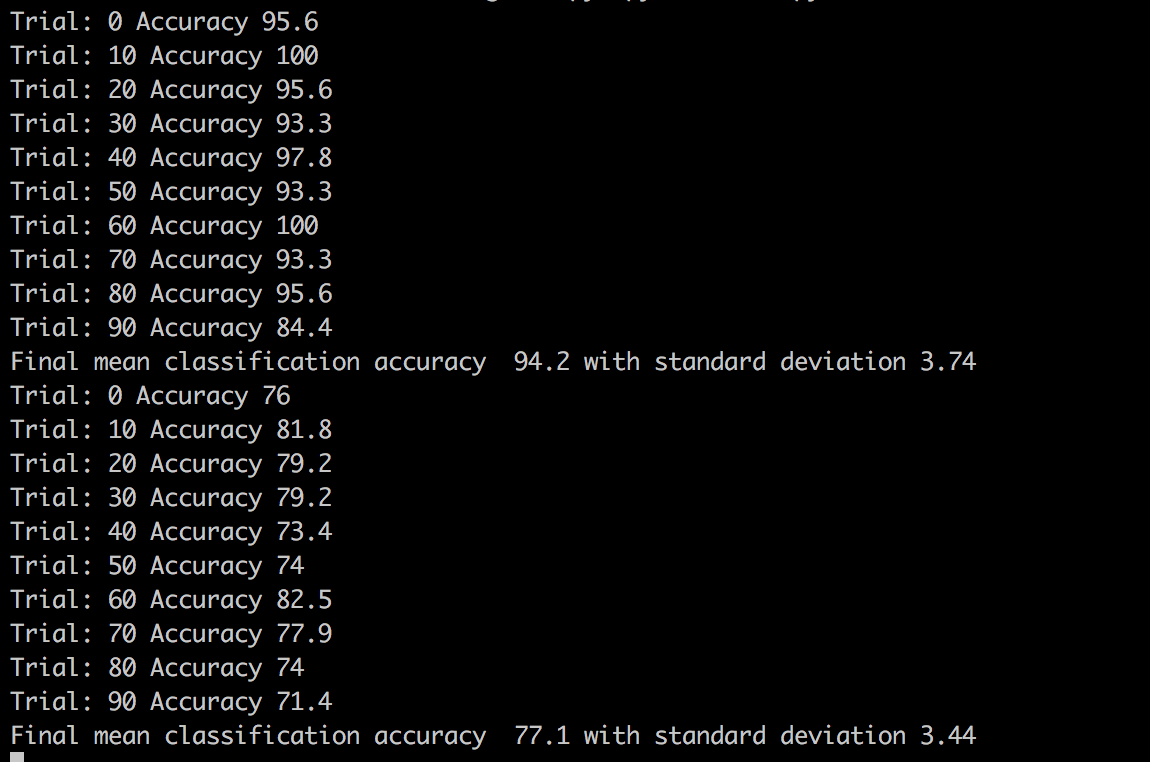 Trial: 0 Accuracy 95.6
Trial: 10 Accuracy 100
Trial: 20 Accuracy 95.6
Trial: 30 Accuracy 93.3
Trial: 40 Accuracy 97.8
Trial: 50 Accuracy 93.3
Trial: 60 Accuracy 100
Trial: 70 Accuracy 93.3
Trial: 80 Accuracy 95.6
Trial: 90 Accuracy 84.4
Final mean classification accuracy  94.2 with standard deviation 3.74
Trial: 0 Accuracy 76
Trial: 10 Accuracy 81.8
Trial: 20 Accuracy 79.2
Trial: 30 Accuracy 79.2
Trial: 40 Accuracy 73.4
Trial: 50 Accuracy 74
Trial: 60 Accuracy 82.5
Trial: 70 Accuracy 77.9
Trial: 80 Accuracy 74
Trial: 90 Accuracy 71.4
Final mean classification accuracy  77.1 with standard deviation 3.44